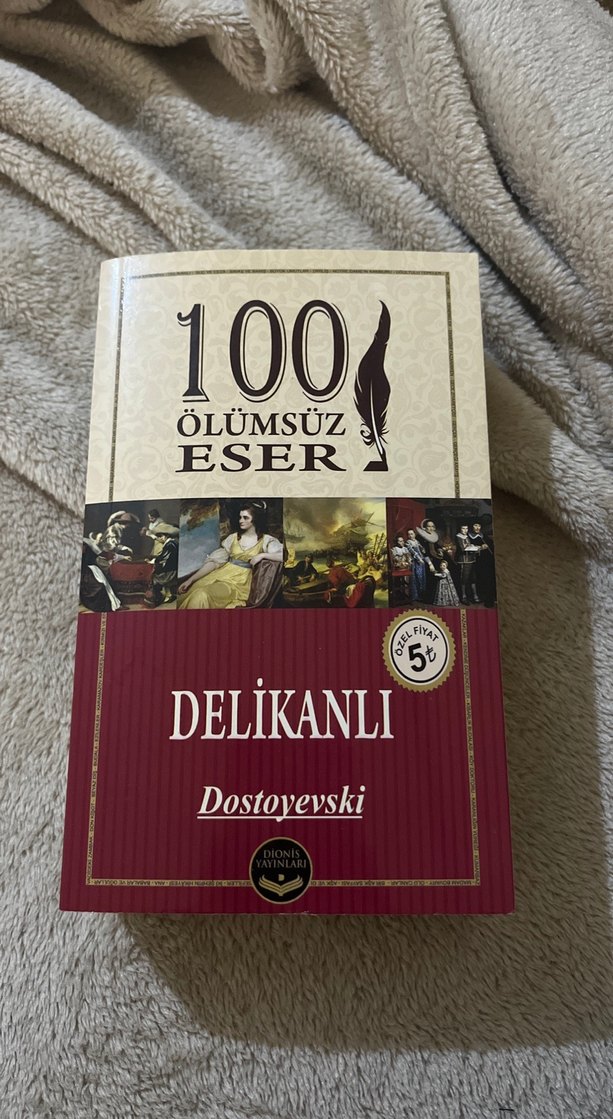 100
ÖLÜMSÜZ
ESER
ÖZEL FİYAT
5₺
DELİKANLI
Dostoyevski
DİONİS
YAYINLARI